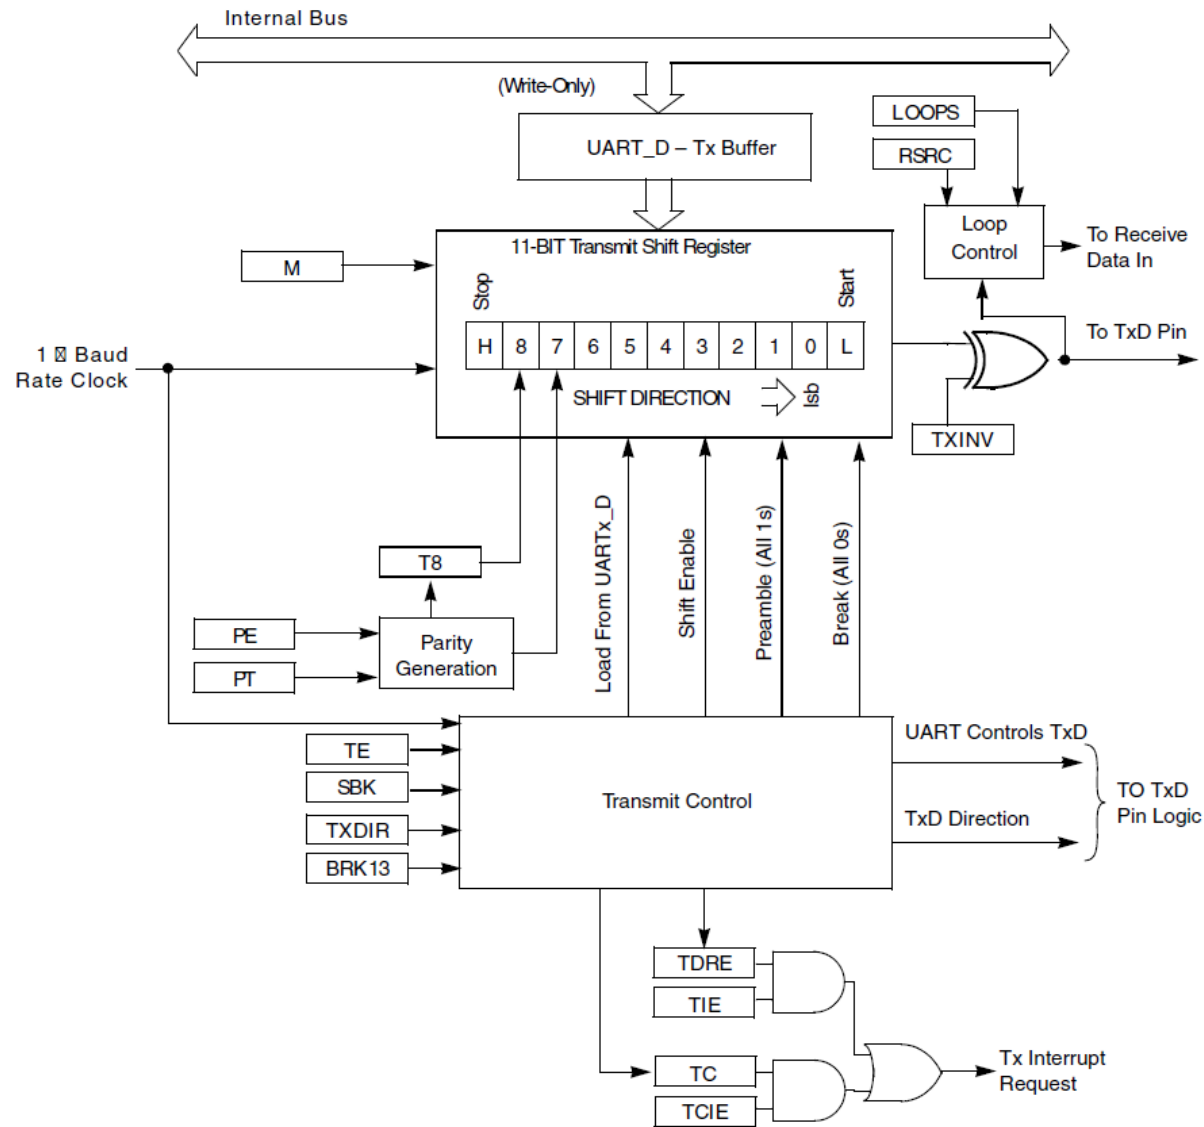 Internal Bus
(Write-Only)
UART_D – Tx Buffer
LOOPS
RSRC
Loop
Control
To Receive
Data In
11-BIT Transmit Shift Register
M
Stop
Start
H 8 7 6 5 4 3 2 1 0 L
SHIFT DIRECTION
lsb
1 ☒ Baud
Rate Clock
To TxD Pin
TXINV
T8
PE
PT
Parity
Generation
Load From UARTx_D
Shift Enable
Preamble (All 1s)
Break (All 0s)
TE
SBK
TXDIR
BRK13
Transmit Control
UART Controls TxD
TxD Direction
TO TxD
Pin Logic
TDRE
TIE
TC
TCIE
Tx Interrupt
Request